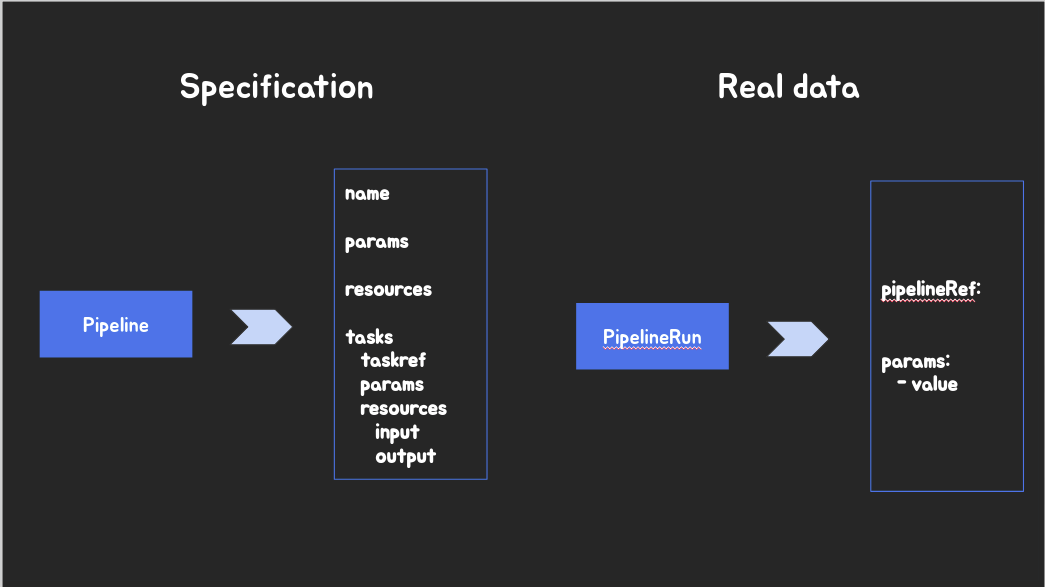 Specification
Real data
Pipeline
name
params
resources
tasks
taskref
params
resources
input
output
PipelineRun
pipelineRef:
params:
- value